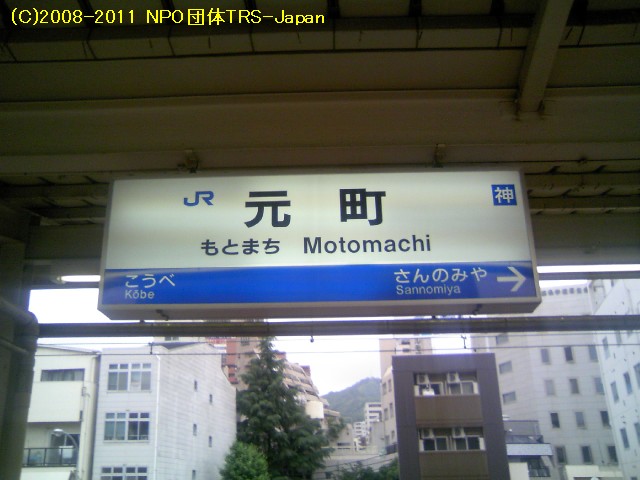 (C)2008-2011 NPO団体TRS-Japan
JR 元町 神
もとまち Motomachi
こうべ さんのみや →
Kōbe Sannomiya